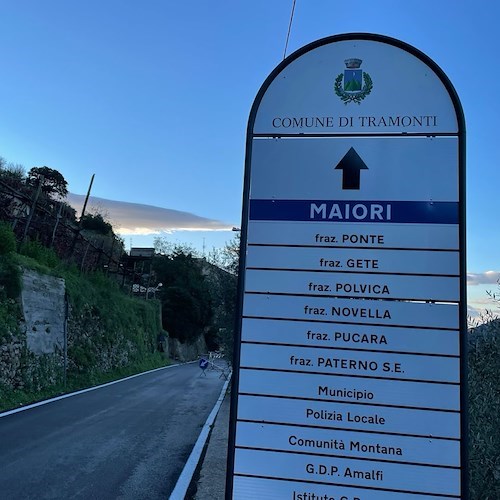 COMUNE DI TRAMONTI
MAIORI
fraz. PONTE
fraz. GETE
fraz. POLVICA
fraz. NOVELLA
fraz. PUCARA
fraz. PATERNO S.E.
Municipio
Polizia Locale
Comunità Montana
G.D.P. Amalfi
Istituto